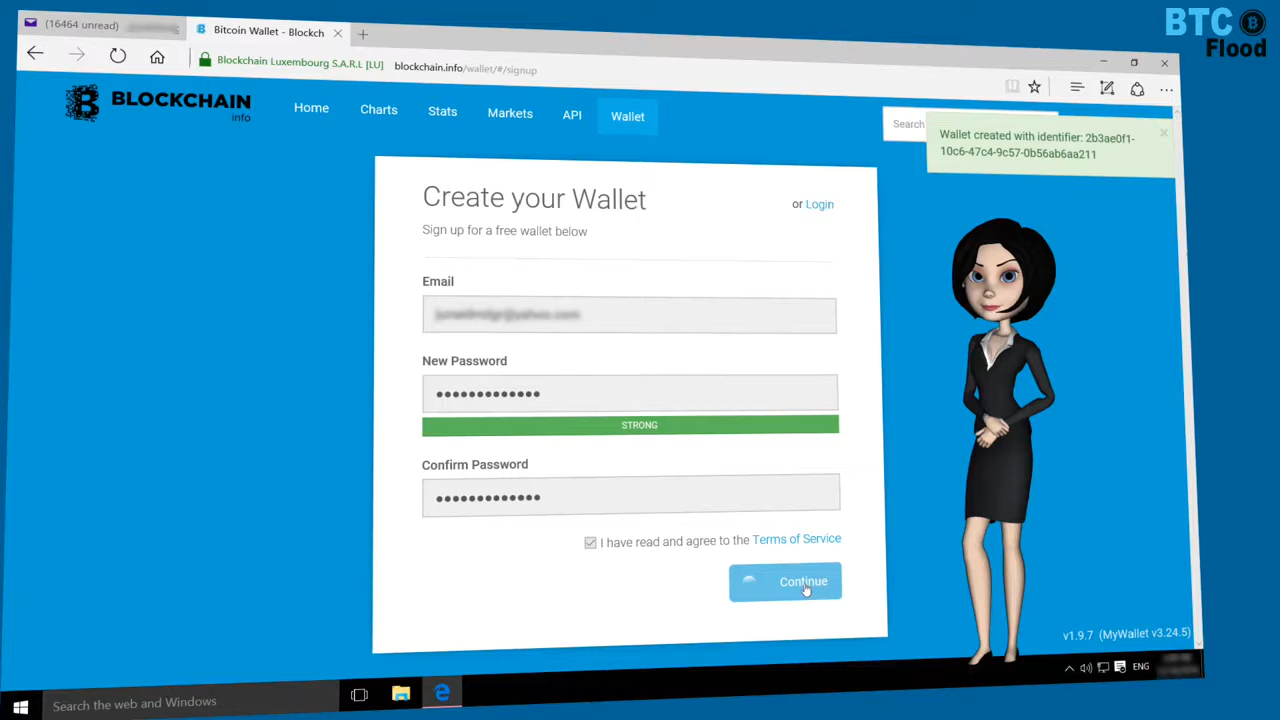 BTC
Flood
(16464 unread)
Bitcoin Wallet - Blockch
Blockchain Luxembourg S.A.R.L [LU]
blockchain.info/wallet/#/signup
BLOCKCHAIN
info
Home
Charts
Stats
Markets
API
Wallet
Search
Wallet created with identifier: 2b3ae0f1-
10c6-47c4-9c57-0b56ab6aa211
Create your Wallet
or Login
Sign up for a free wallet below
Email
New Password
STRONG
Confirm Password
I have read and agree to the Terms of Service
Continue
v1.9.7 (MyWallet v3.24.5)
Search the web and Windows
ENG